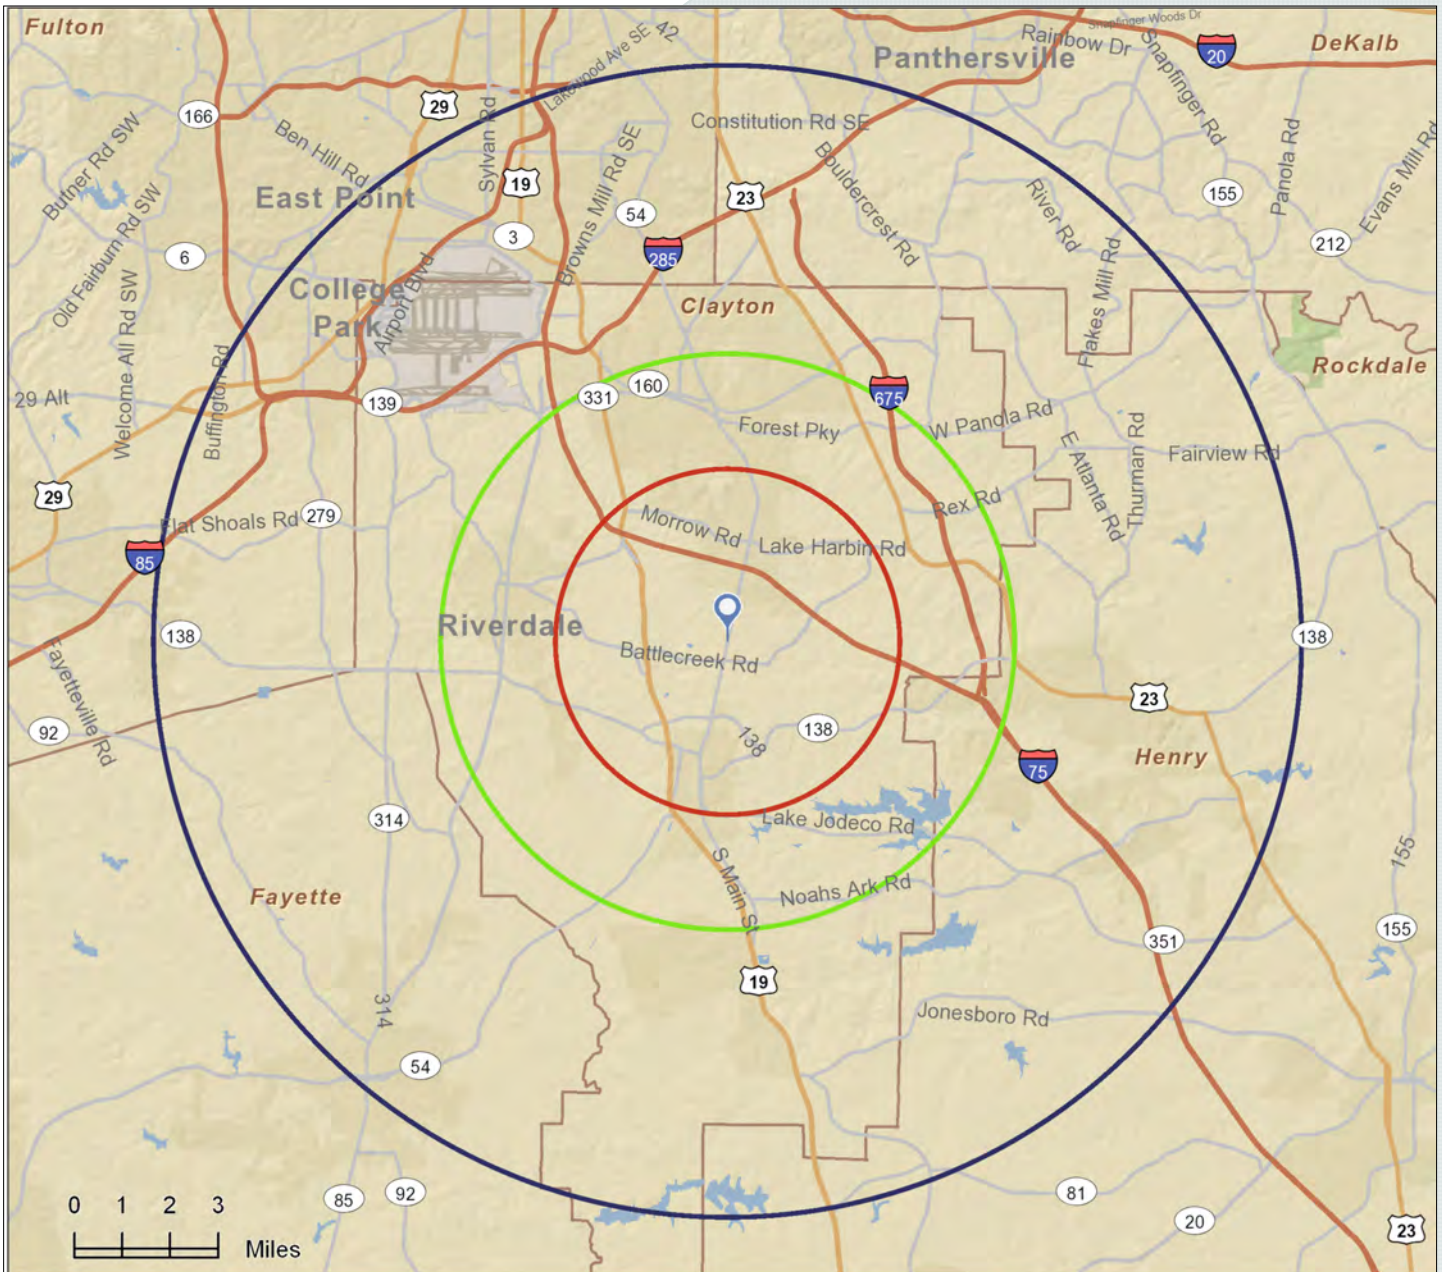 Fulton
Lakewood Ave SE
42
Snapfinger Woods Dr
Rainbow Dr
Panthersville
20
DeKalb
166
29
Sylvan Rd
Constitution Rd SE
Snapfinger Rd
Butner Rd SW
Ben Hill Rd
Browns Mill Rd SE
Bouldercrest Rd
Panola Rd
Evans Mill Rd
East Point
19
23
155
Old Fairburn Rd SW
54
River Rd
3
6
285
212
Welcome All Rd SW
College
Park
Airport Blvd
Clayton
Flakes Mill Rd
Buffington Rd
Rockdale
29 Alt
139
331
160
675
Forest Pky
W Panola Rd
E Atlanta Rd
Thurman Rd
Fairview Rd
29
Flat Shoals Rd
279
Morrow Rd
Lake Harbin Rd
Rex Rd
85
138
Riverdale
Battlecreek Rd
138
Fayetteville Rd
92
138
138
23
Henry
75
314
Lake Jodeco Rd
155
Fayette
S Main St
Noahs Ark Rd
155
351
19
314
Jonesboro Rd
54
85
92
81
20
23
0 1 2 3
Miles